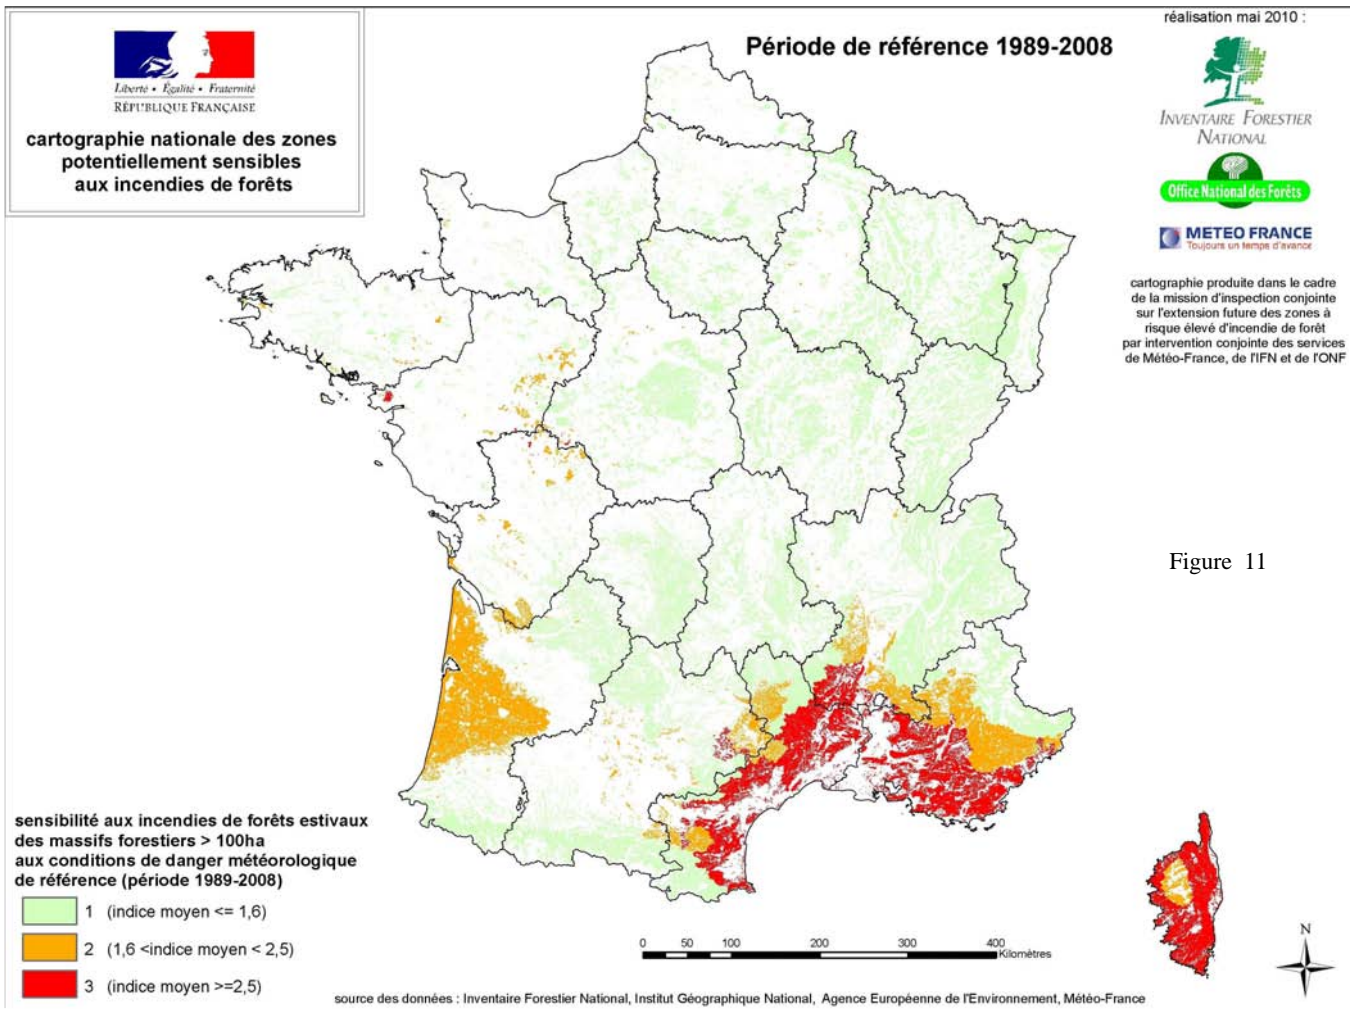 Liberté • Égalité • Fraternité
RÉPUBLIQUE FRANÇAISE
cartographie nationale des zones
potentiellement sensibles
aux incendies de forêts
Période de référence 1989-2008
réalisation mai 2010 :
INVENTAIRE FORESTIER
NATIONAL
Office National des Forêts
METEO FRANCE
Toujours un temps d'avance
cartographie produite dans le cadre
de la mission d'inspection conjointe
sur l'extension future des zones à
risque élevé d'incendie de forêt
par intervention conjointe des services
de Météo-France, de l'IFN et de l'ONF
Figure 11
sensibilité aux incendies de forêts estivaux
des massifs forestiers > 100ha
aux conditions de danger météorologique
de référence (période 1989-2008)
1 (indice moyen <= 1,6)
2 (1,6 <indice moyen < 2,5)
3 (indice moyen >=2,5)
0 50 100 200 300 400
Kilomètres
N
source des données : Inventaire Forestier National, Institut Géographique National, Agence Européenne de l'Environnement, Météo-France